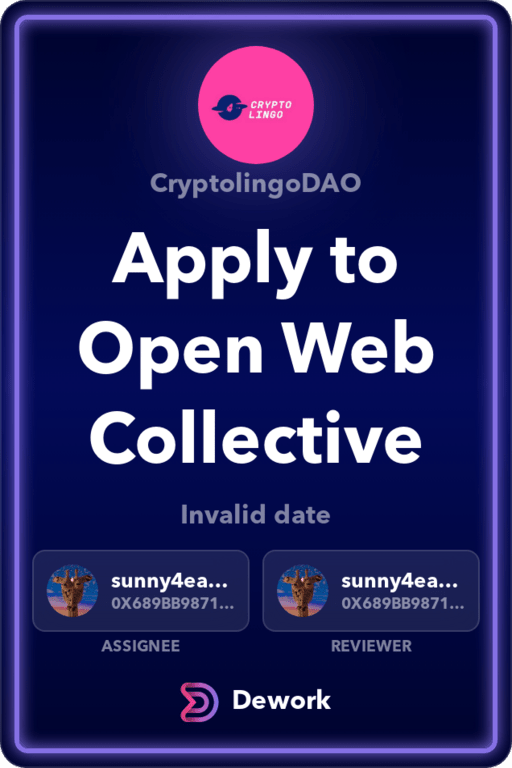 CRYPTO
LINGO
CryptolingoDAO
Apply to
Open Web
Collective
Invalid date
sunny4ea...
0X689BB9871...
ASSIGNEE
sunny4ea...
0X689BB9871...
REVIEWER
Dework